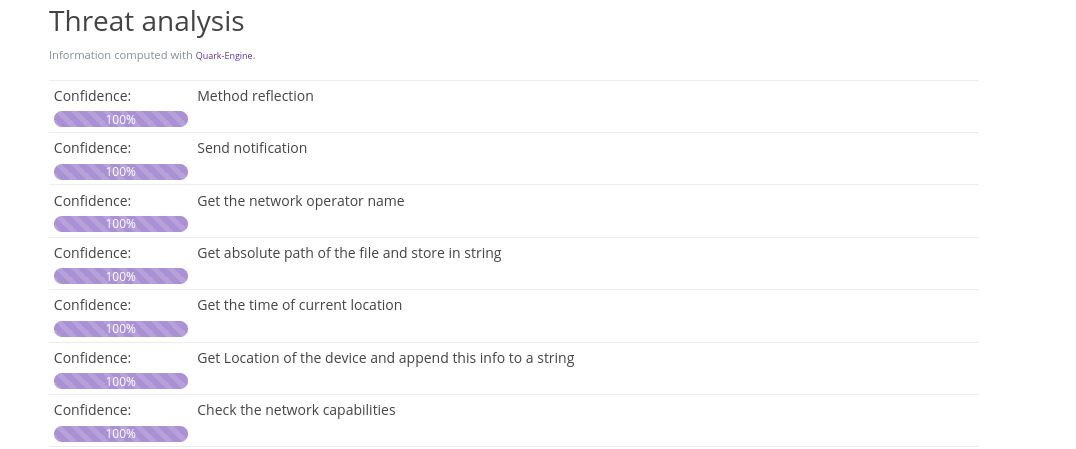 Threat analysis
Information computed with Quark-Engine.
Confidence: Method reflection
100%
Confidence: Send notification
100%
Confidence: Get the network operator name
100%
Confidence: Get absolute path of the file and store in string
100%
Confidence: Get the time of current location
100%
Confidence: Get Location of the device and append this info to a string
100%
Confidence: Check the network capabilities
100%